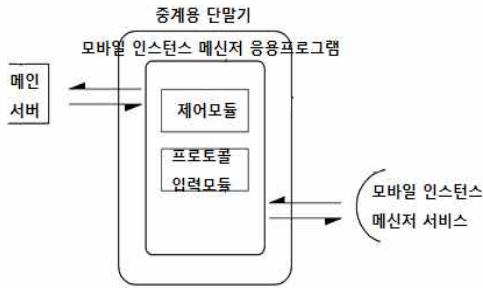 중계용 단말기
모바일 인스턴스 메신저 응용프로그램
메인
서버
제어모듈
프로토콜
입력모듈
모바일 인스턴스
메신저 서비스